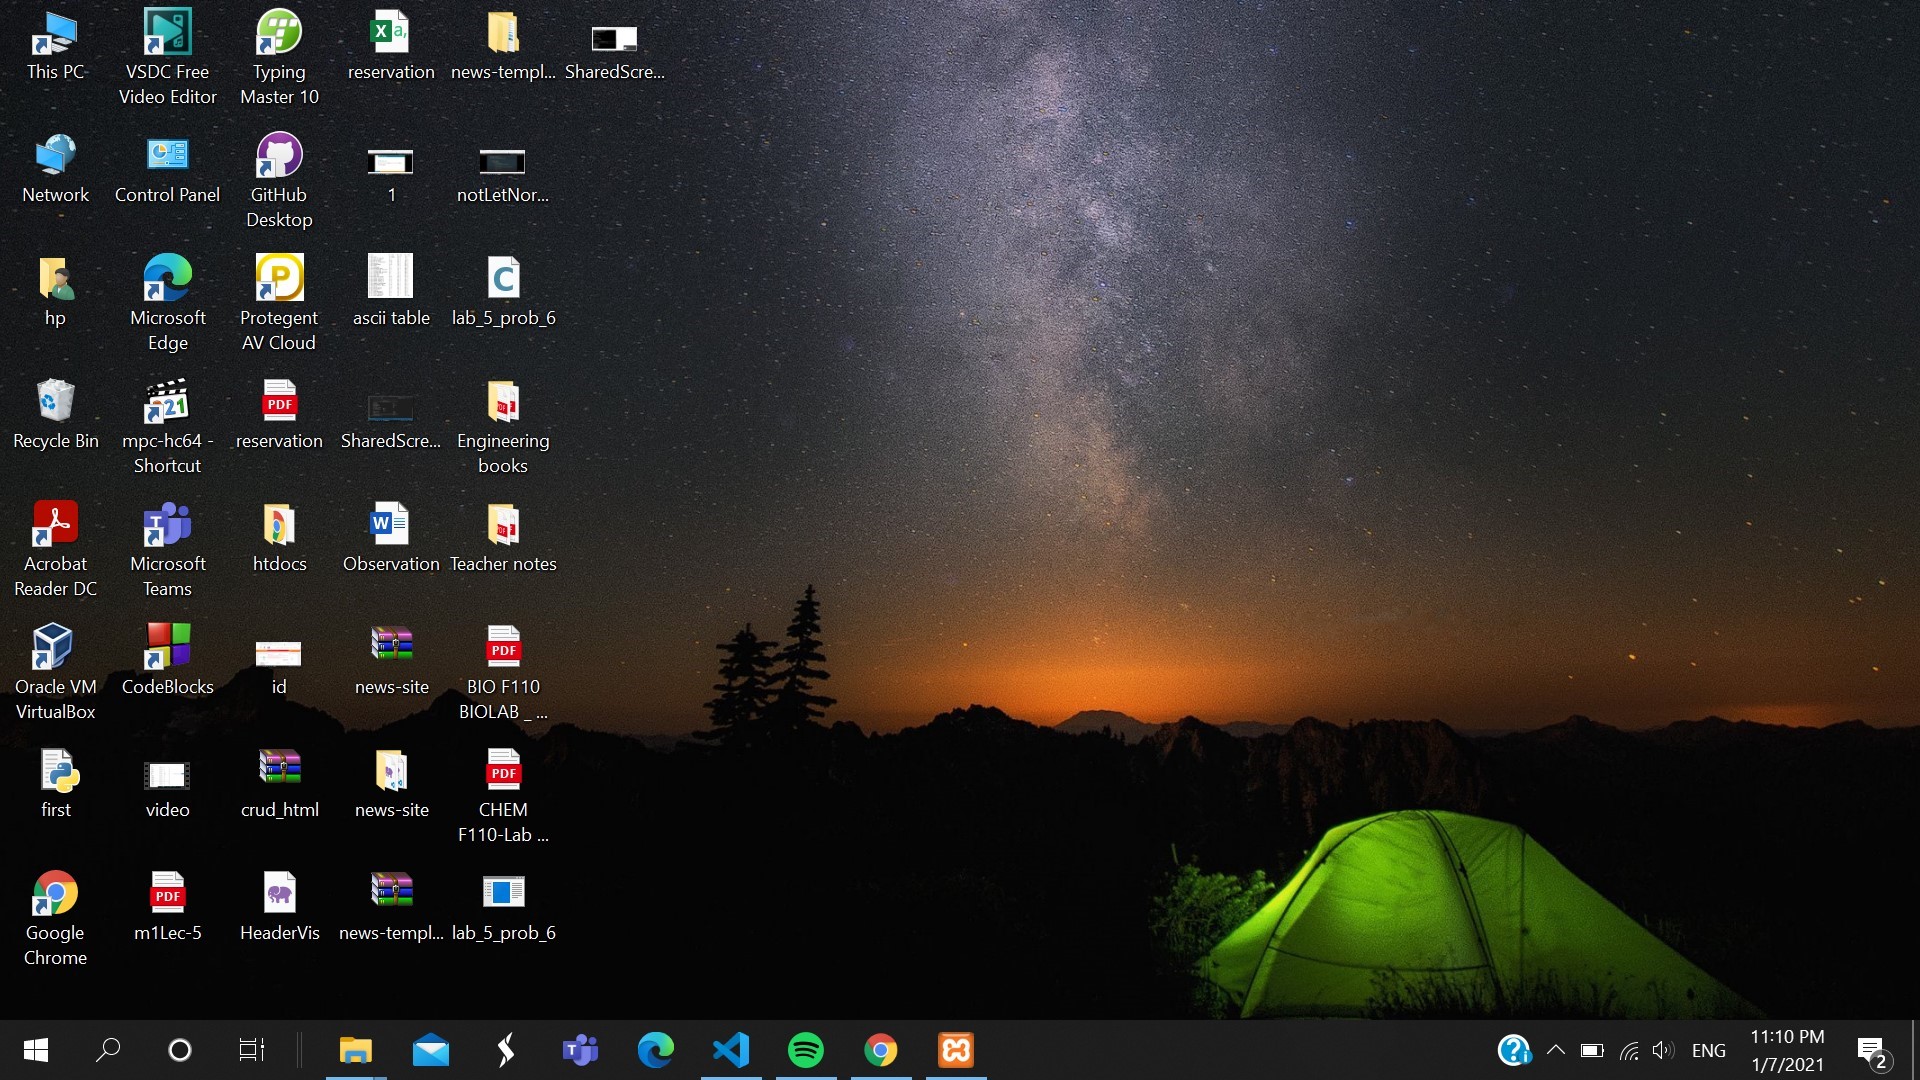 This PC
VSDC Free
Video Editor
Typing
Master 10
reservation
news-templ...
SharedScre...
Network
Control Panel
GitHub
Desktop
1
notLetNor...
hp
Microsoft
Edge
Protegent
AV Cloud
ascii table
lab_5_prob_6
Recycle Bin
mpc-hc64 -
Shortcut
reservation
SharedScre...
Engineering
books
Acrobat
Reader DC
Microsoft
Teams
htdocs
Observation
Teacher notes
Oracle VM
VirtualBox
CodeBlocks
id
news-site
BIO F110
BIOLAB _ ...
first
video
crud_html
news-site
CHEM
F110-Lab ...
Google
Chrome
m1Lec-5
HeaderVis
news-templ...
lab_5_prob_6
ENG
11:10 PM
1/7/2021
2